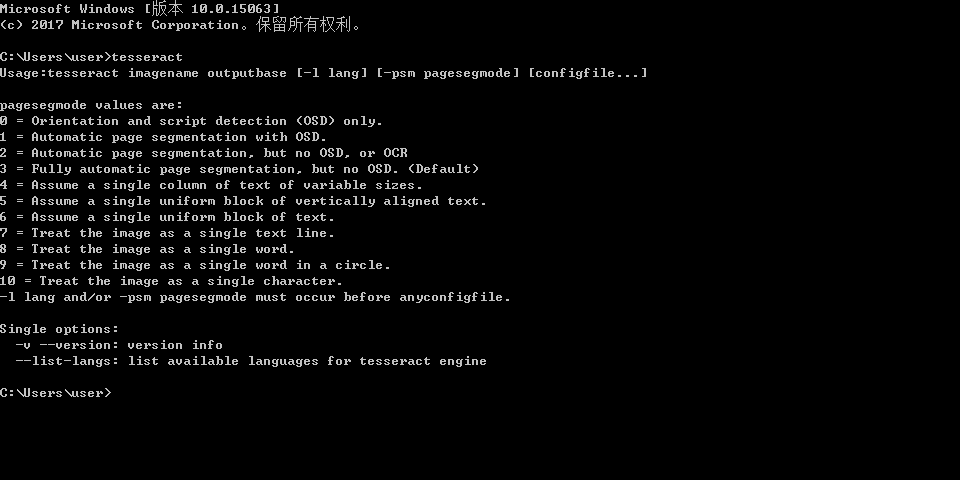 Microsoft Windows [版本 10.0.15063]
(c) 2017 Microsoft Corporation。保留所有权利。
C:\Users\user>tesseract
Usage:tesseract imagename outputbase [-l lang] [-psm pagesegmode] [configfile...]
pagesegmode values are:
0 = Orientation and script detection (OSD) only.
1 = Automatic page segmentation with OSD.
2 = Automatic page segmentation, but no OSD, or OCR
3 = Fully automatic page segmentation, but no OSD. (Default)
4 = Assume a single column of text of variable sizes.
5 = Assume a single uniform block of vertically aligned text.
6 = Assume a single uniform block of text.
7 = Treat the image as a single text line.
8 = Treat the image as a single word.
9 = Treat the image as a single word in a circle.
10 = Treat the image as a single character.
-l lang and/or -psm pagesegmode must occur before anyconfigfile.
Single options:
  -v --version: version info
  --list-langs: list available languages for tesseract engine
C:\Users\user>